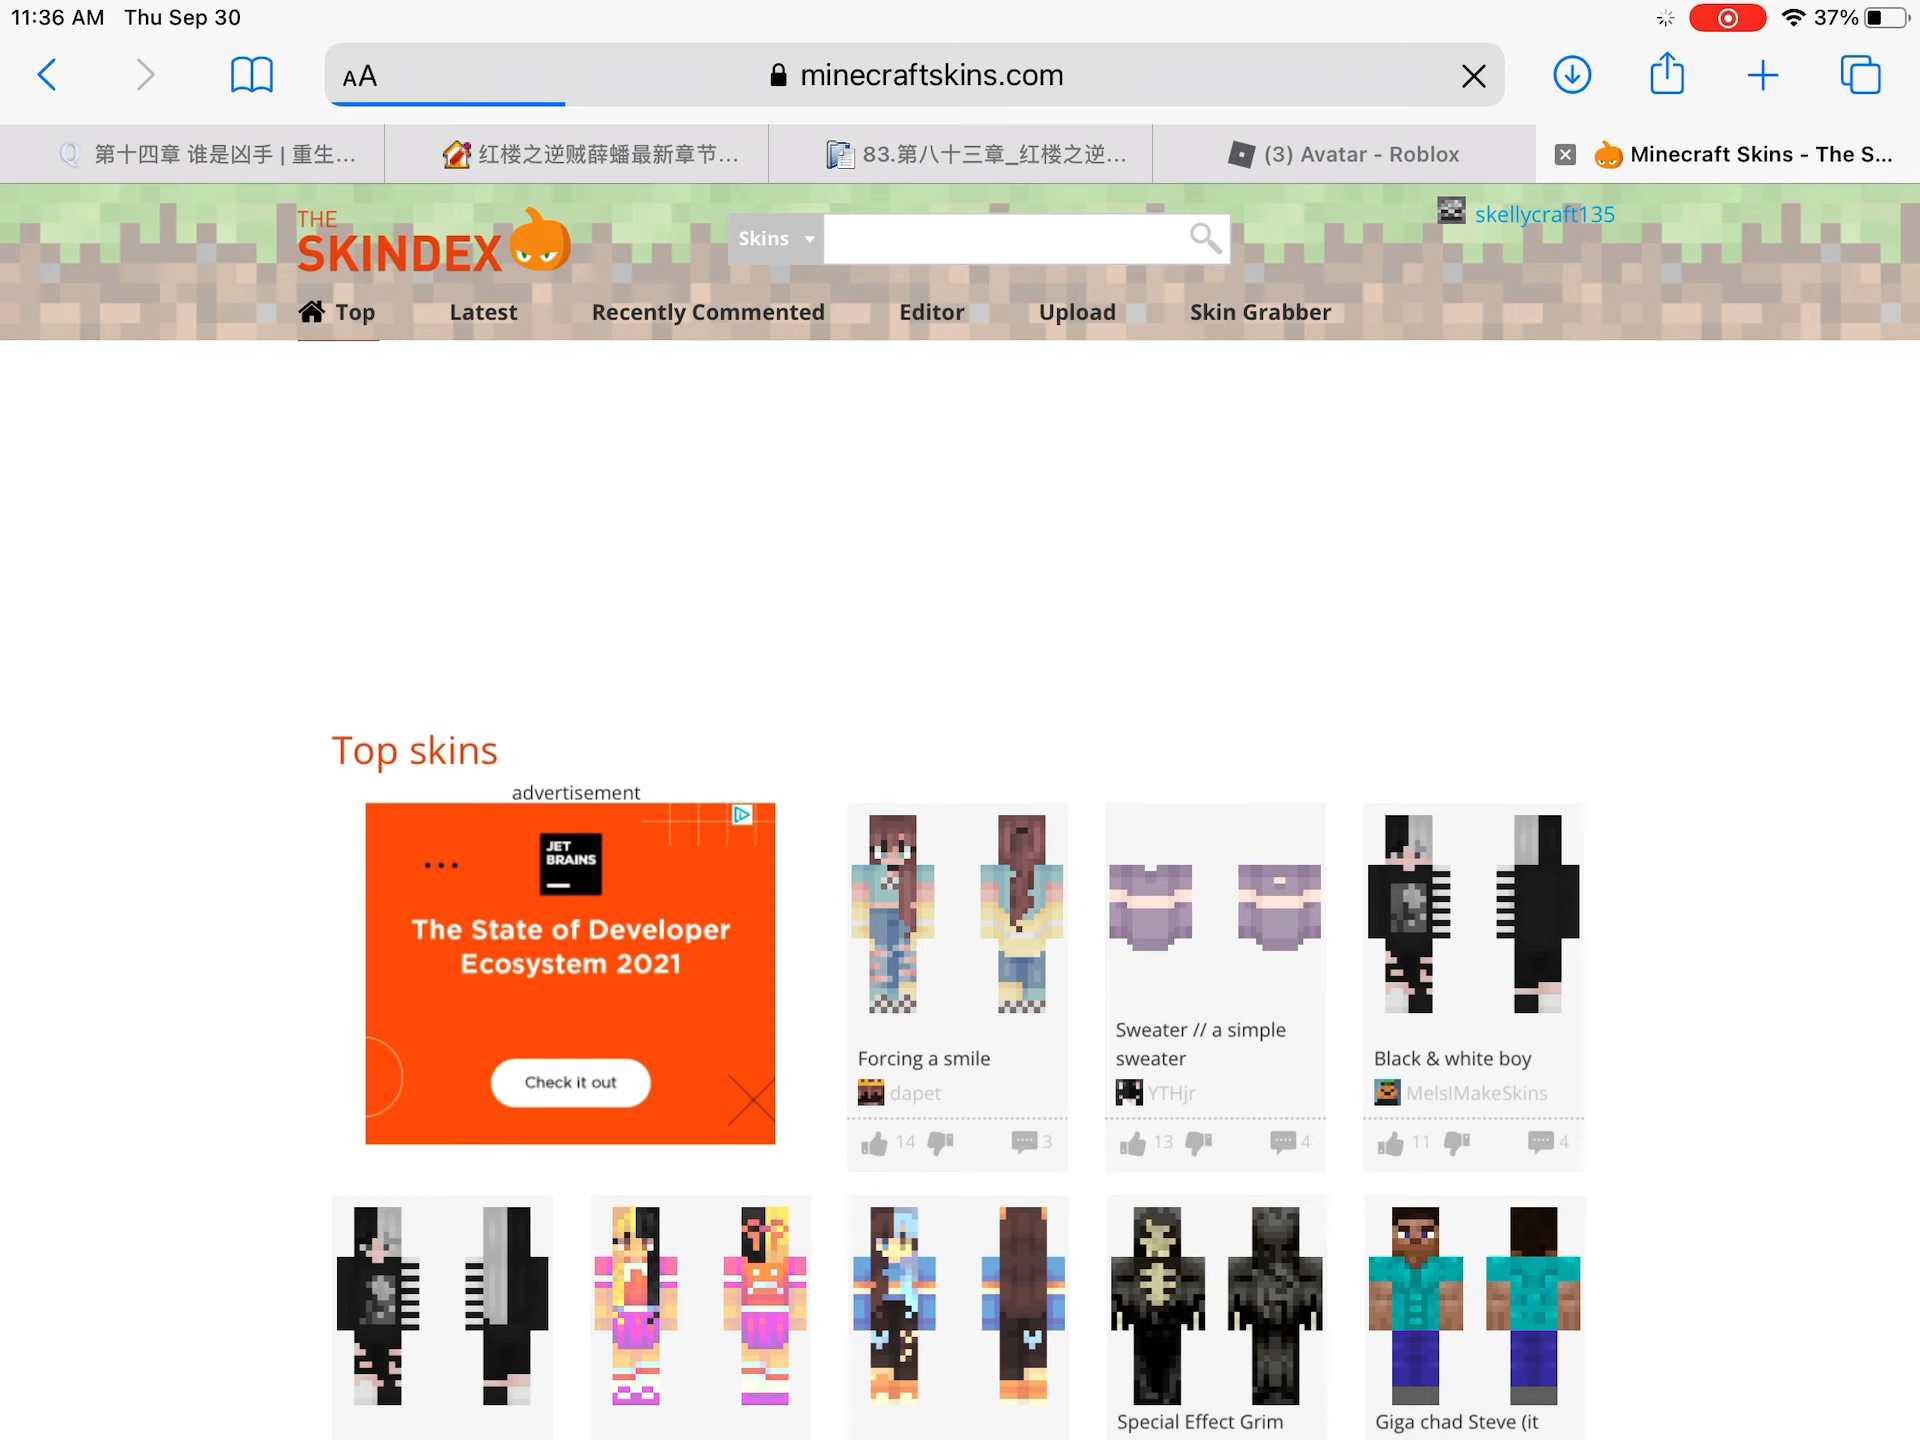 11:36 AM Thu Sep 30
37%
AA
minecraftskins.com
第十四章 谁是凶手 | 重生...
红楼之逆贼薛蟠最新章节...
83.第八十三章_红楼之逆...
(3) Avatar - Roblox
Minecraft Skins - The S...
THE
SKINDEX
Skins
skellycraft135
Top
Latest
Recently Commented
Editor
Upload
Skin Grabber
Top skins
advertisement
JET
BRAINS
The State of Developer
Ecosystem 2021
Check it out
Forcing a smile
dapet
14
3
Sweater // a simple
sweater
YTHjr
13
4
Black & white boy
MelsIMakeSkins
11
4
Special Effect Grim
Giga chad Steve (it